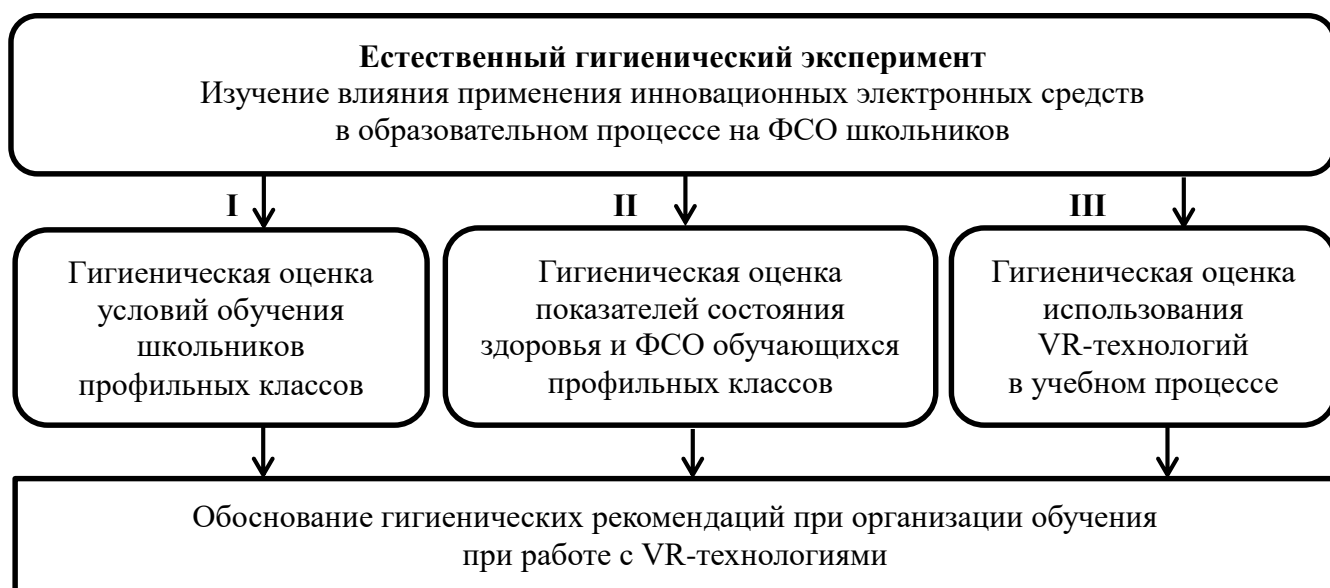 Естественный гигиенический эксперимент
Изучение влияния применения инновационных электронных средств
в образовательном процессе на ФСО школьников
I
II
III
Гигиеническая оценка
условий обучения
школьников
профильных классов
Гигиеническая оценка
показателей состояния
здоровья и ФСО обучающихся
профильных классов
Гигиеническая оценка
использования
VR-технологий
в учебном процессе
Обоснование гигиенических рекомендаций при организации обучения
при работе с VR-технологиями